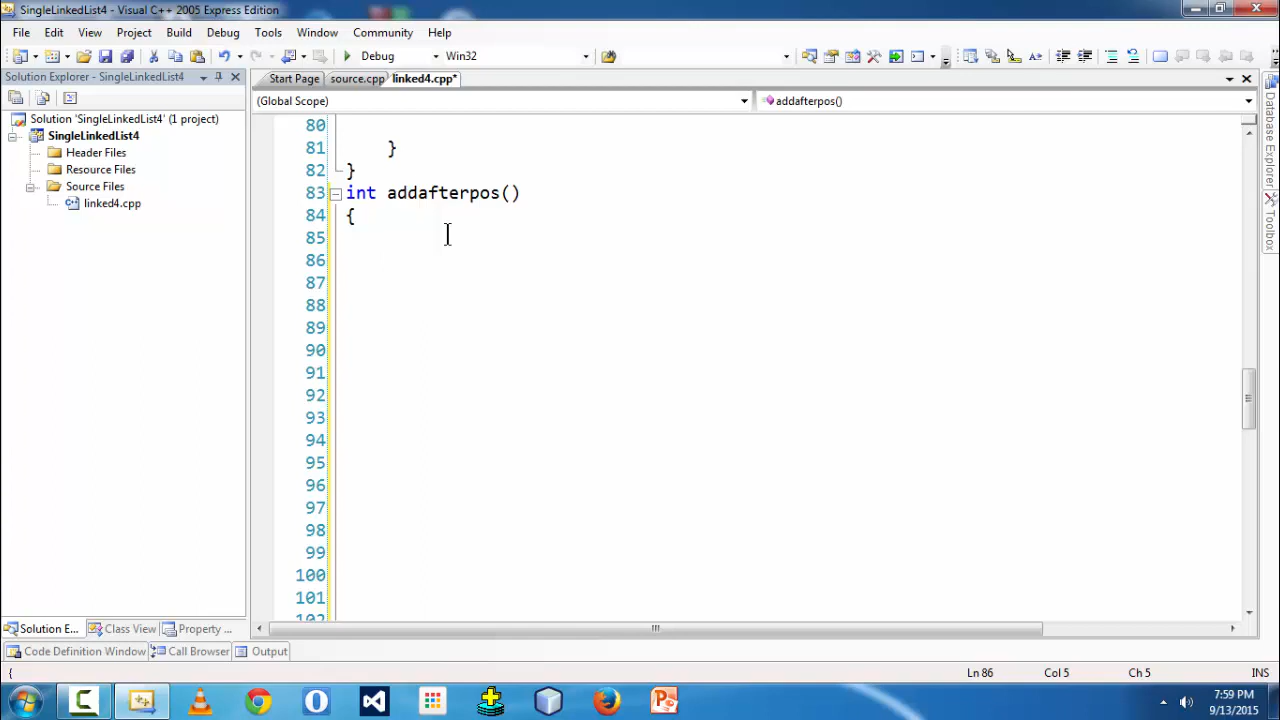 SingleLinkedList4 - Visual C++ 2005 Express Edition
File Edit View Project Build Debug Tools Window Community Help
Debug Win32
Solution Explorer - SingleLinkedList4
Start Page source.cpp linked4.cpp*
(Global Scope) addafterpos()
Solution 'SingleLinkedList4' (1 project)
SingleLinkedList4
Header Files
Resource Files
Source Files
linked4.cpp
80
81 }
82 }
83 int addafterpos()
84 {
85
86
87
88
89
90
91
92
93
94
95
96
97
98
99
100
101
102
Database Explorer
Toolbox
Solution E... Class View Property ...
Code Definition Window Call Browser Output
{ Ln 86 Col 5 Ch 5 INS
7:59 PM
9/13/2015